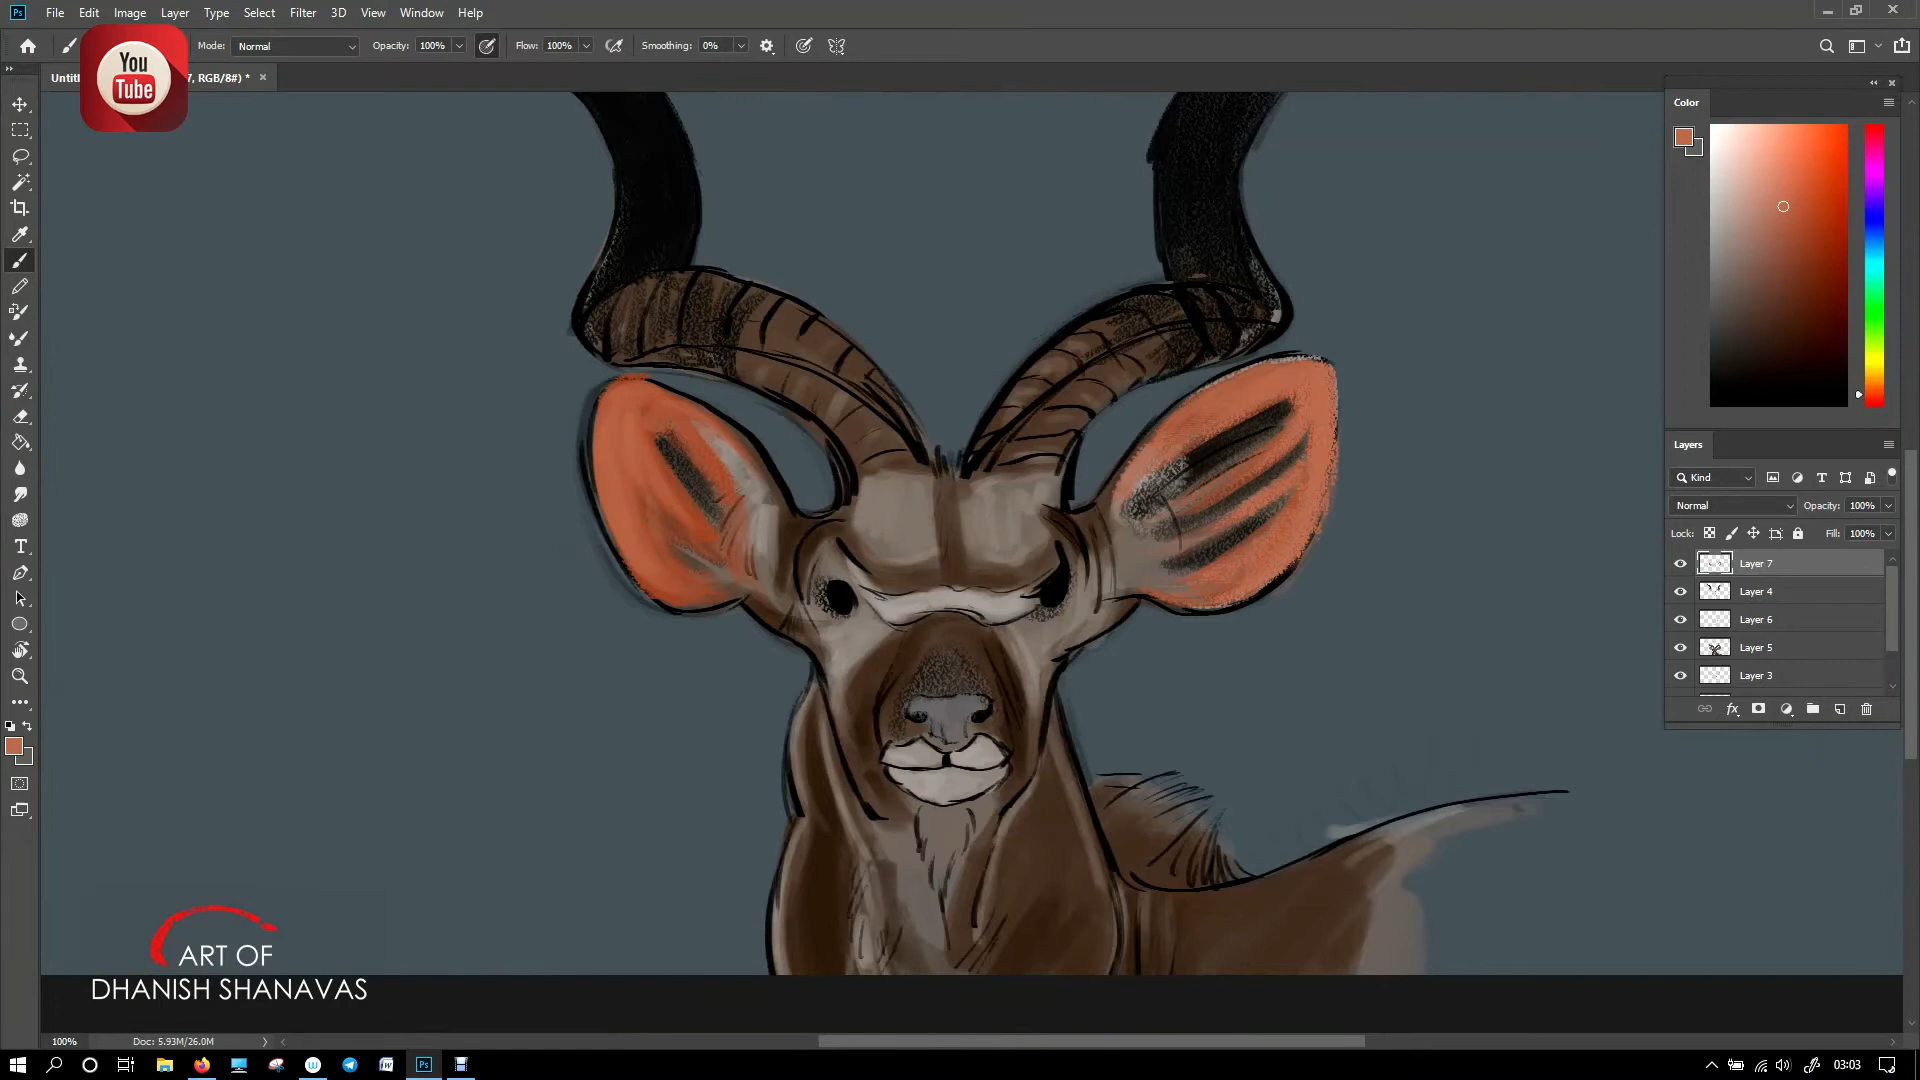 File Edit Image Layer Type Select Filter 3D View Window Help
Mode: Normal Opacity: 100% Flow: 100% Smoothing: 0%
You
Tube
7, RGB/8#) *
Color
Layers
Kind
Normal Opacity: 100%
Lock: Fill: 100%
Layer 7
Layer 4
Layer 6
Layer 5
Layer 3
ART OF
DHANISH SHANAVAS
100% Doc: 5.93M/26.0M
03:03